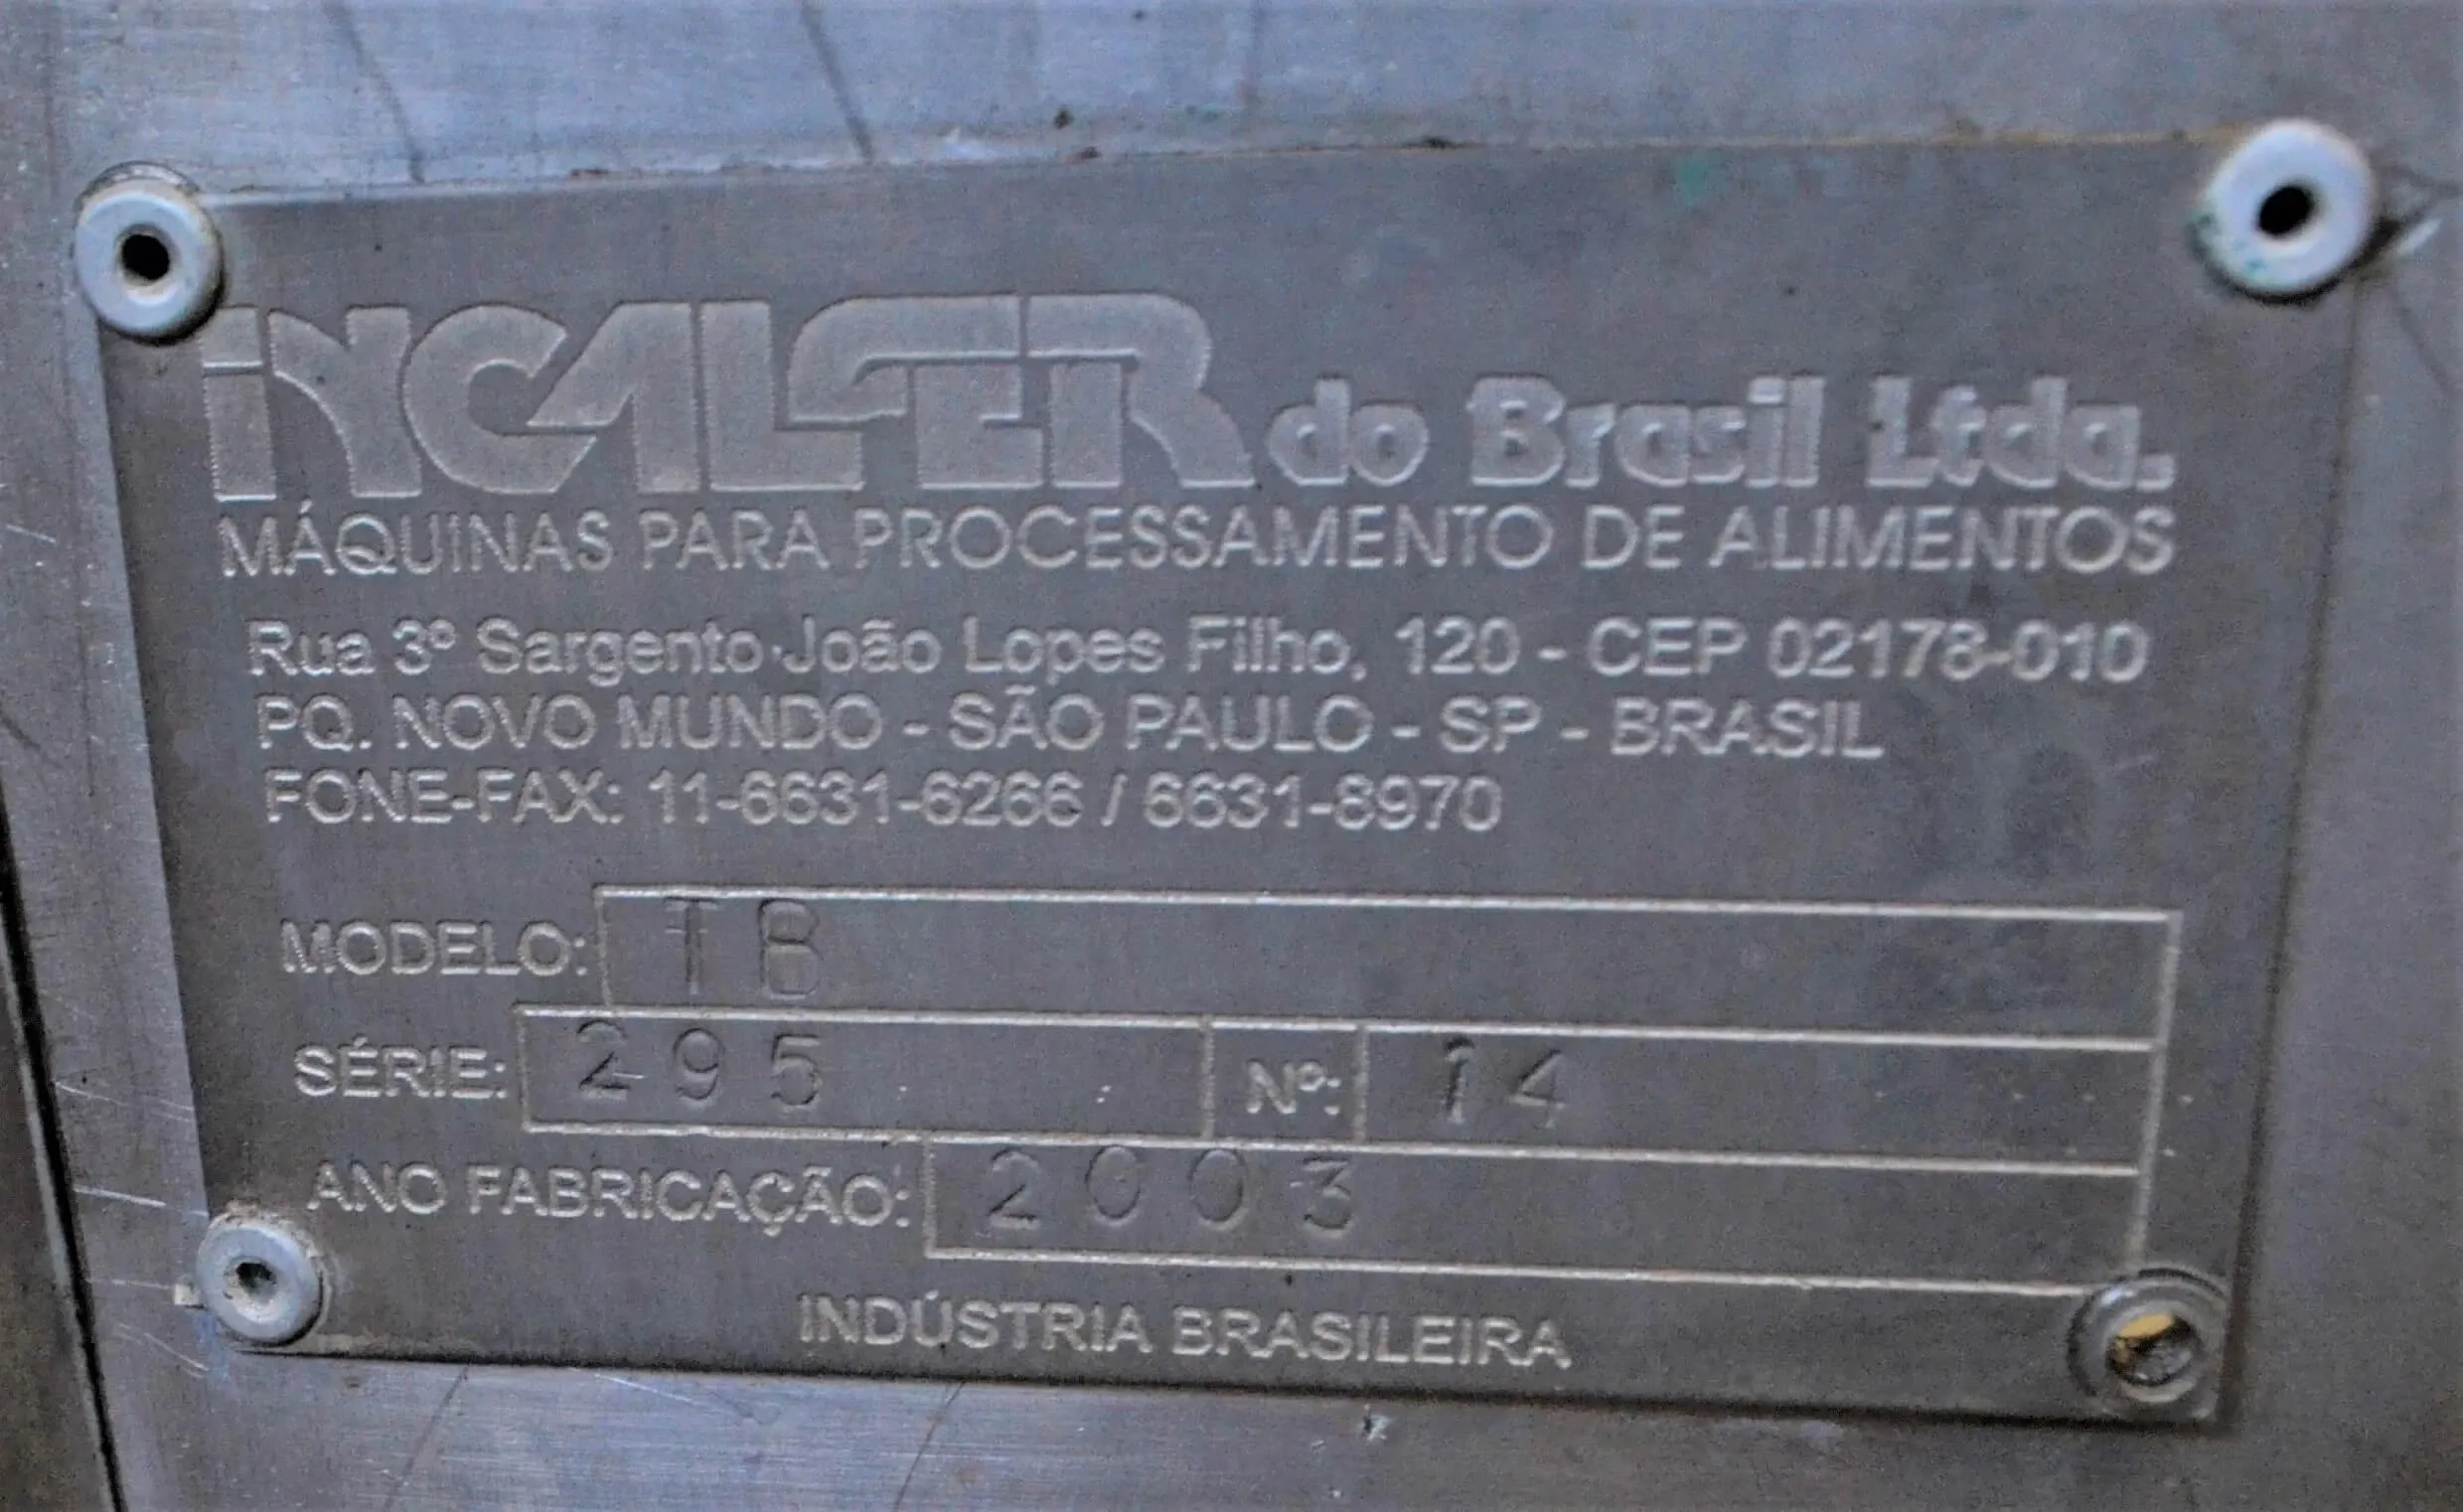 INCALFER do Brasil Ltda.
MÁQUINAS PARA PROCESSAMENTO DE ALIMENTOS
Rua 3º Sargento João Lopes Filho, 120 - CEP 02178-010
PQ. NOVO MUNDO - SÃO PAULO - SP - BRASIL
FONE-FAX: 11-6631-6266 / 6631-8970
MODELO: TB
SÉRIE: 295 Nº: 14
ANO FABRICAÇÃO: 2003
INDÚSTRIA BRASILEIRA